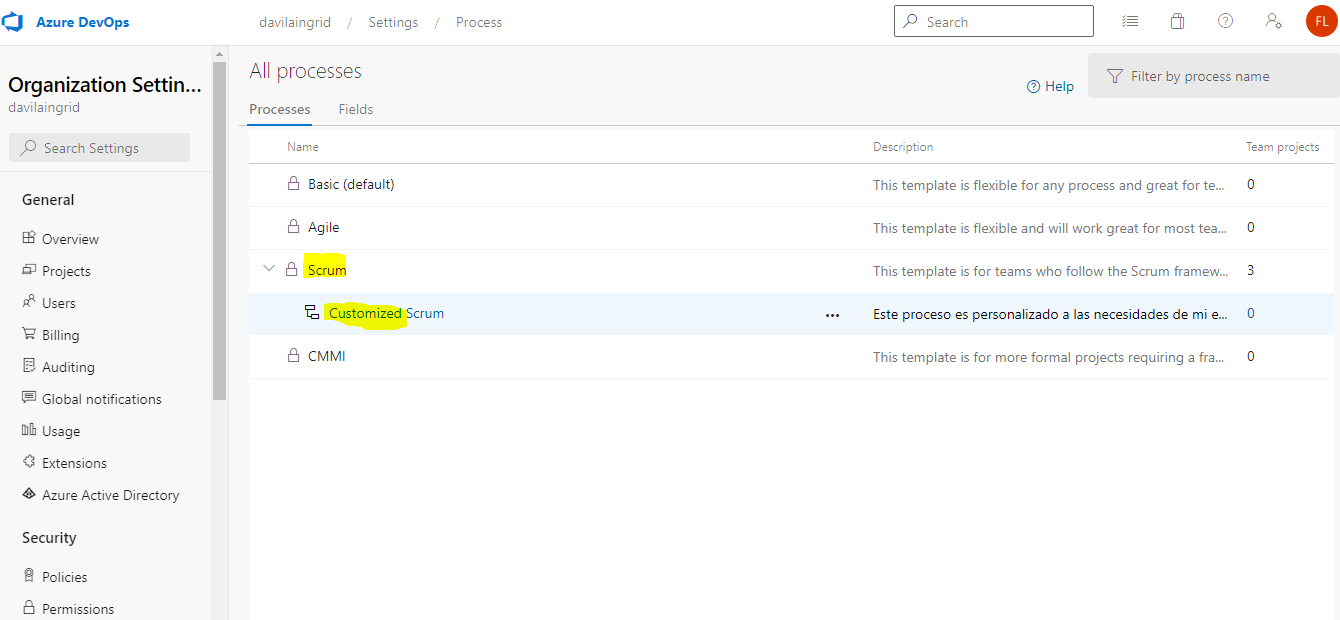 Azure DevOps davilaingrid / Settings / Process Search FL
Organization Settin...
davilaingrid
Search Settings
General
Overview
Projects
Users
Billing
Auditing
Global notifications
Usage
Extensions
Azure Active Directory
Security
Policies
Permissions
All processes
Help Filter by process name
Processes Fields
Name Description Team projects
Basic (default) This template is flexible for any process and great for te... 0
Agile This template is flexible and will work great for most tea... 0
Scrum This template is for teams who follow the Scrum framew... 3
Customized Scrum ... Este proceso es personalizado a las necesidades de mi e... 0
CMMI This template is for more formal projects requiring a fra... 0